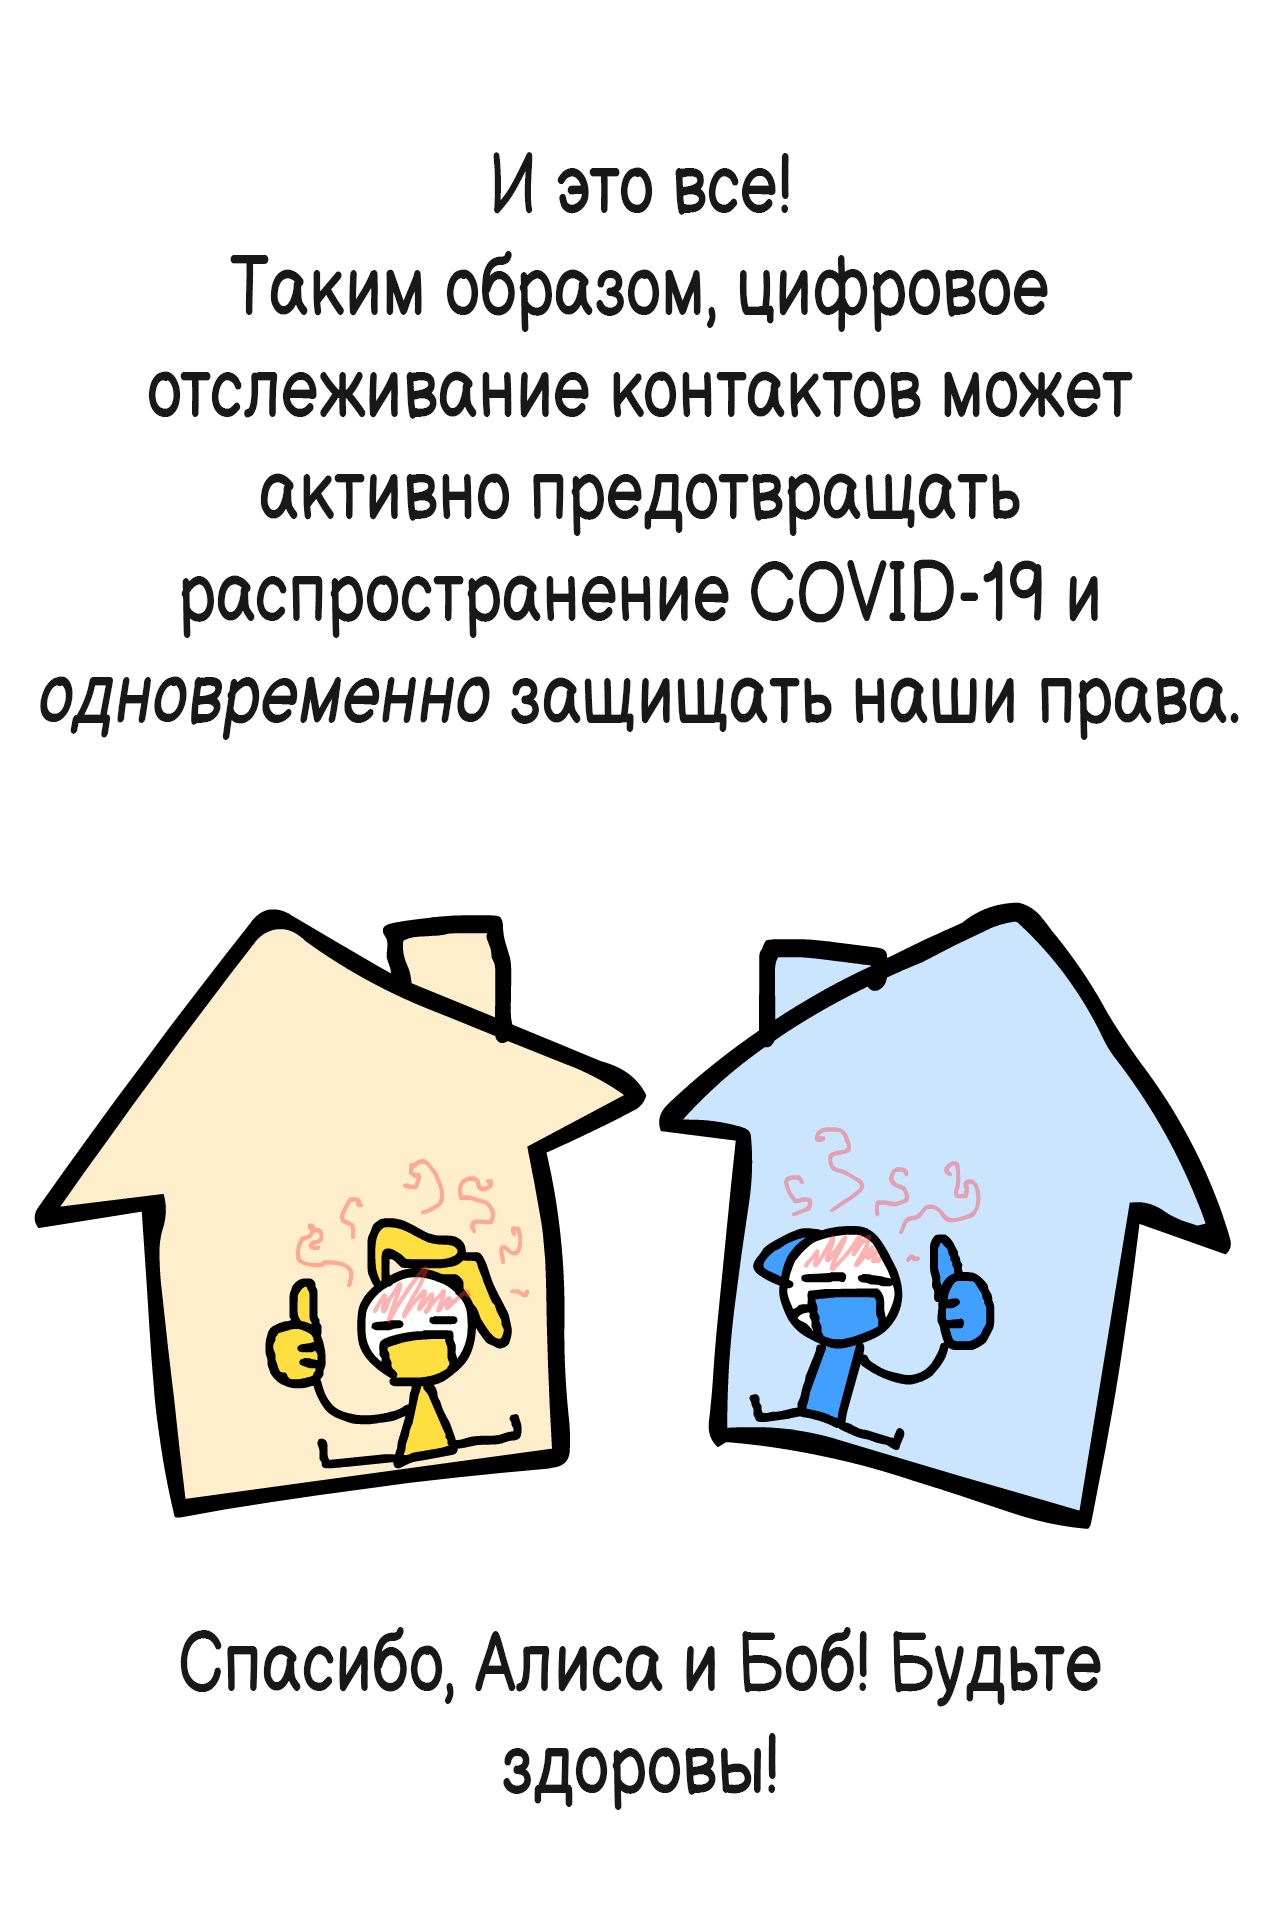 И это все!
Таким образом, цифровое
отслеживание контактов может
активно предотвращать
распространение COVID-19 и
одновременно защищать наши права.
Спасибо, Алиса и Боб! Будьте
здоровы!